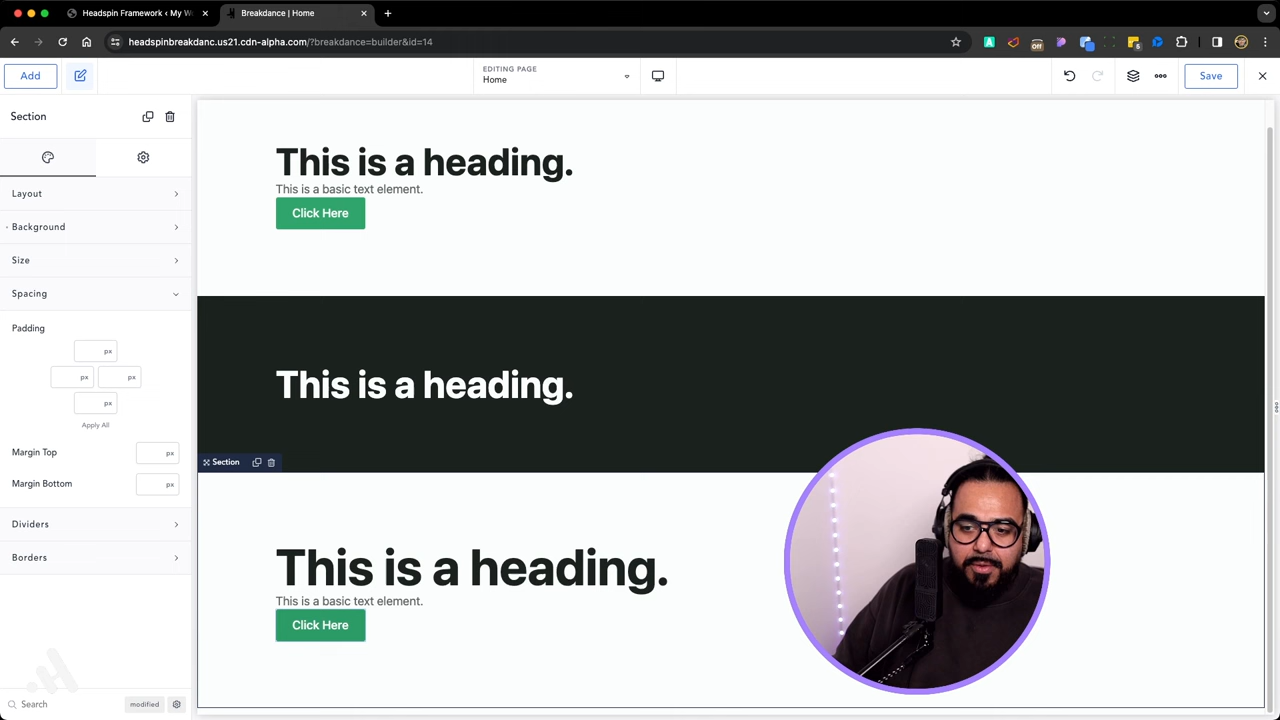 Headspin Framework ‹ My W
Breakdance | Home
headspinbreakdanc.us21.cdn-alpha.com/?breakdance=builder&id=14
Off
5
Add
EDITING PAGE
Home
Save
Section
Layout
Background
Size
Spacing
Padding
px
px
px
px
Apply All
Margin Top
px
Margin Bottom
px
Dividers
Borders
Search
modified
This is a heading.
This is a basic text element.
Click Here
This is a heading.
Section
This is a heading.
This is a basic text element.
Click Here